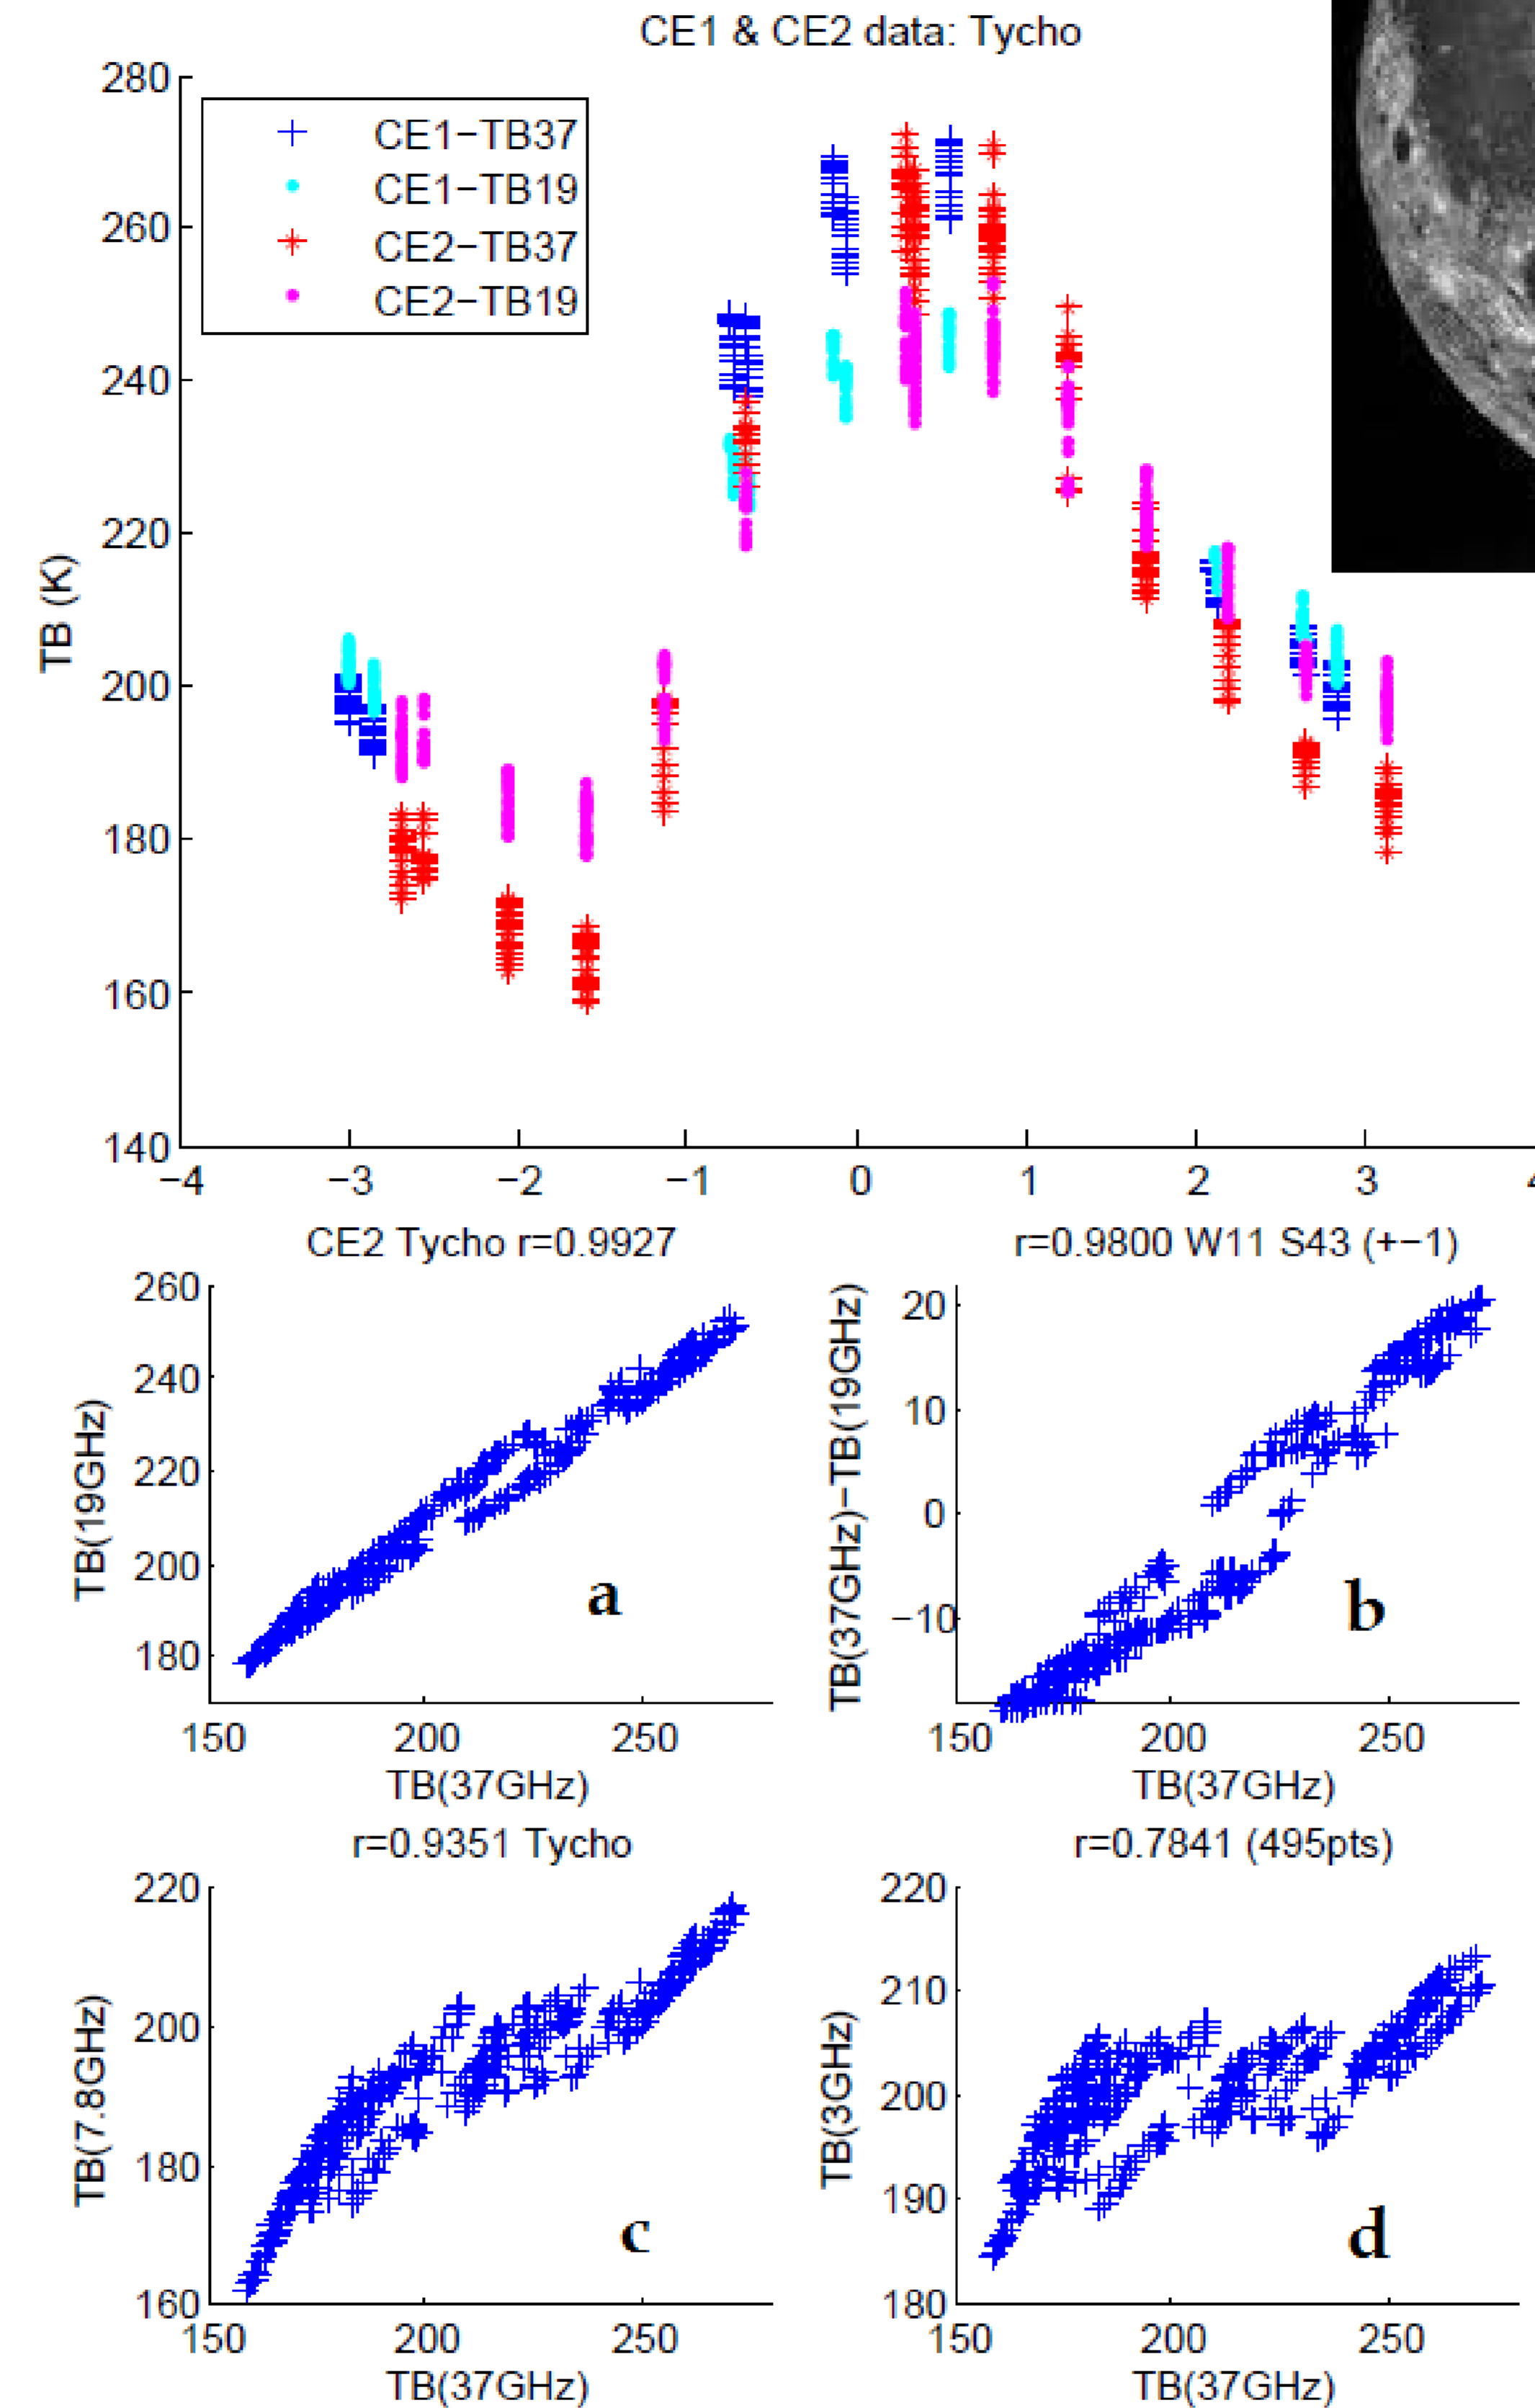 CE1 & CE2 data: Tycho
280
260
240
220
200
180
160
140
TB (K)
CE1−TB37
CE1−TB19
CE2−TB37
CE2−TB19
−4 −3 −2 −1 0 1 2 3 4
CE2 Tycho r=0.9927
260
240
220
200
180
TB(19GHz)
a
150 200 250
TB(37GHz)
r=0.9800 W11 S43 (+−1)
20
10
0
−10
TB(37GHz)−TB(19GHz)
b
150 200 250
TB(37GHz)
r=0.9351 Tycho
220
200
180
160
TB(7.8GHz)
c
150 200 250
TB(37GHz)
r=0.7841 (495pts)
220
210
200
190
180
TB(3GHz)
d
150 200 250
TB(37GHz)